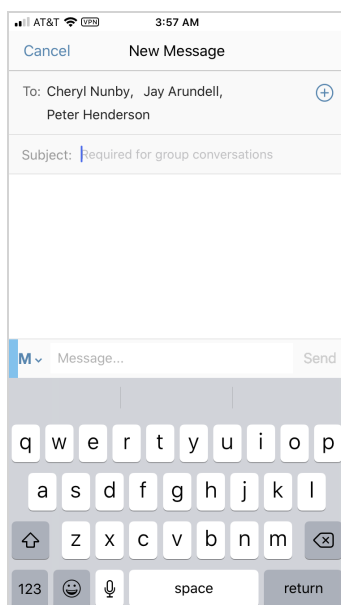 AT&T VPN 3:57 AM
Cancel New Message
To: Cheryl Nunby, Jay Arundell,
Peter Henderson
Subject: Required for group conversations
M Message... Send
q w e r t y u i o p
a s d f g h j k l
z x c v b n m
123 space return